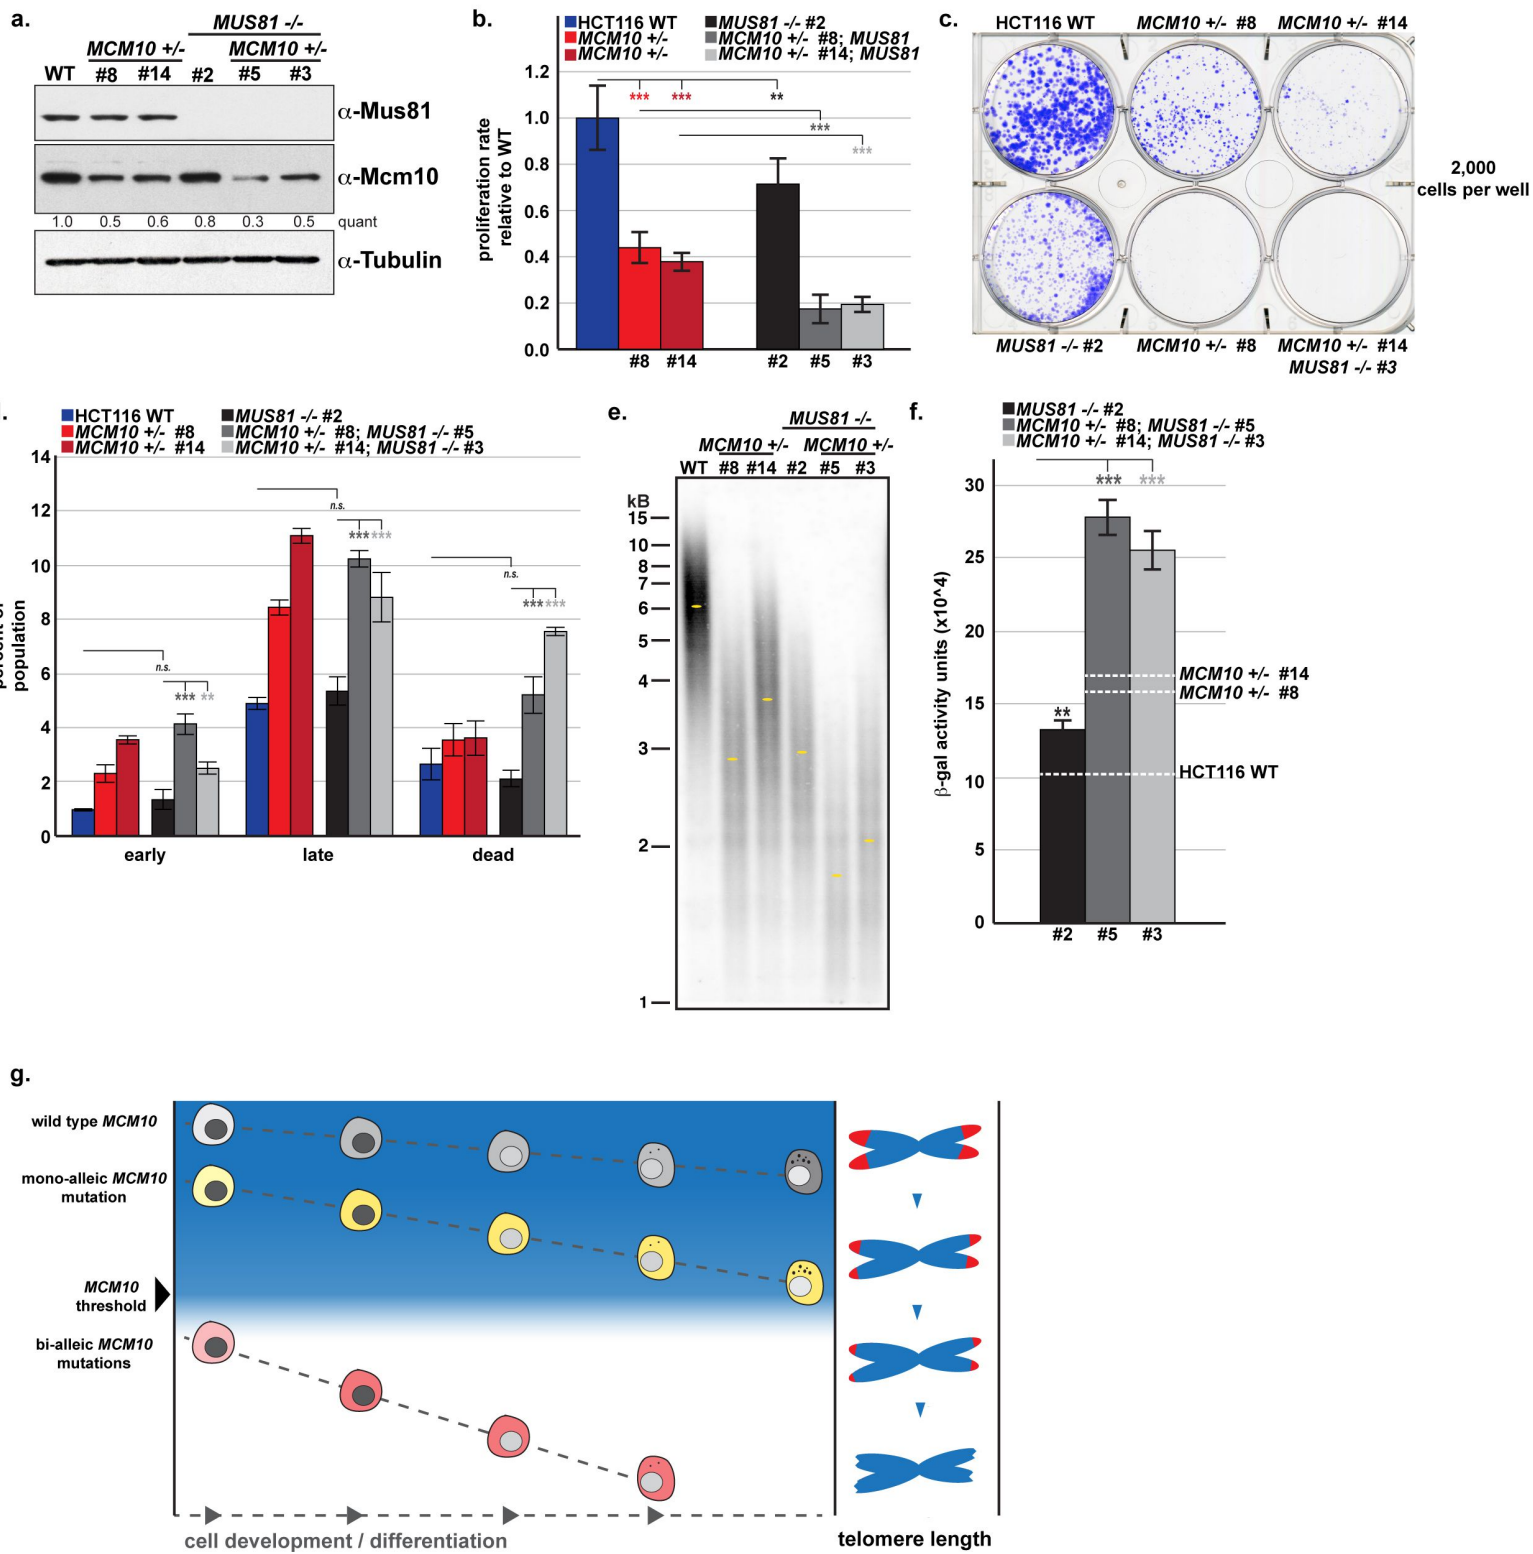 a.
MUS81 -/-
MCM10 +/- MCM10 +/-
WT #8 #14 #2 #5 #3
α-Mus81
α-Mcm10
1.0 0.5 0.6 0.8 0.3 0.5 quant
α-Tubulin
b.
HCT116 WT
MCM10 +/-
MCM10 +/-
MUS81 -/- #2
MCM10 +/- #8; MUS81
MCM10 +/- #14; MUS81
proliferation rate
relative to WT
1.2
1.0
0.8
0.6
0.4
0.2
0.0
*** *** **
***
***
#8 #14 #2 #5 #3
c.
HCT116 WT MCM10 +/- #8 MCM10 +/- #14
2,000
cells per well
MUS81 -/- #2 MCM10 +/- #8 MCM10 +/- #14
MUS81 -/- #3
HCT116 WT
MCM10 +/- #8
MCM10 +/- #14
MUS81 -/- #2
MCM10 +/- #8; MUS81 -/- #5
MCM10 +/- #14; MUS81 -/- #3
population
14
12
10
8
6
4
2
0
n.s.
*** **
n.s.
*** ***
n.s.
*** ***
early late dead
e.
MUS81 -/-
MCM10 +/- MCM10 +/-
WT #8 #14 #2 #5 #3
kB
15
10
8
7
6
5
4
3
2
1
f.
MUS81 -/- #2
MCM10 +/- #8; MUS81 -/- #5
MCM10 +/- #14; MUS81 -/- #3
β-gal activity units (x10^4)
30
25
20
15
10
5
0
*** ***
**
MCM10 +/- #14
MCM10 +/- #8
HCT116 WT
#2 #5 #3
g.
wild type MCM10
mono-alleic MCM10
mutation
MCM10
threshold
bi-alleic MCM10
mutations
cell development / differentiation
telomere length